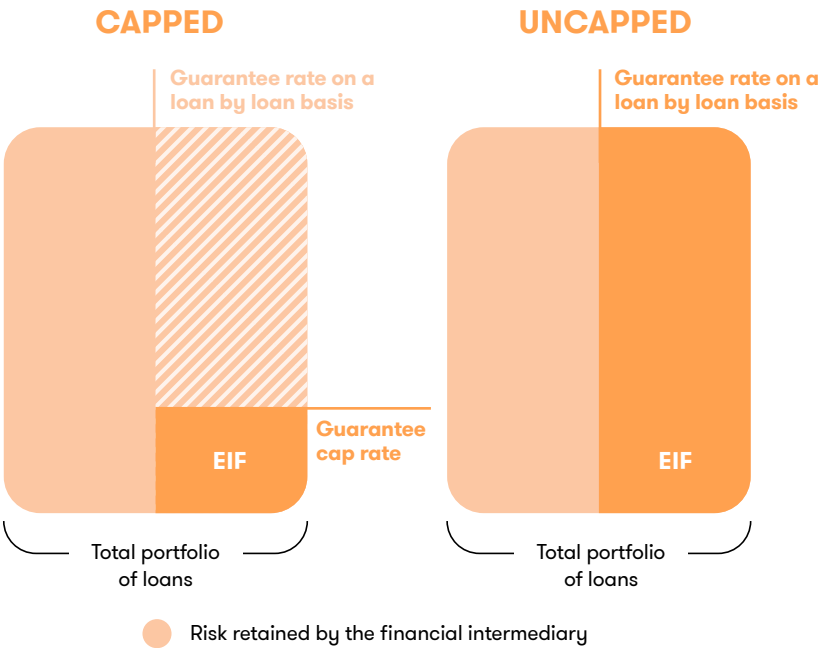 CAPPED
Guarantee rate on a
loan by loan basis
EIF
Guarantee
cap rate
Total portfolio
of loans
UNCAPPED
Guarantee rate on a
loan by loan basis
EIF
Total portfolio
of loans
Risk retained by the financial intermediary